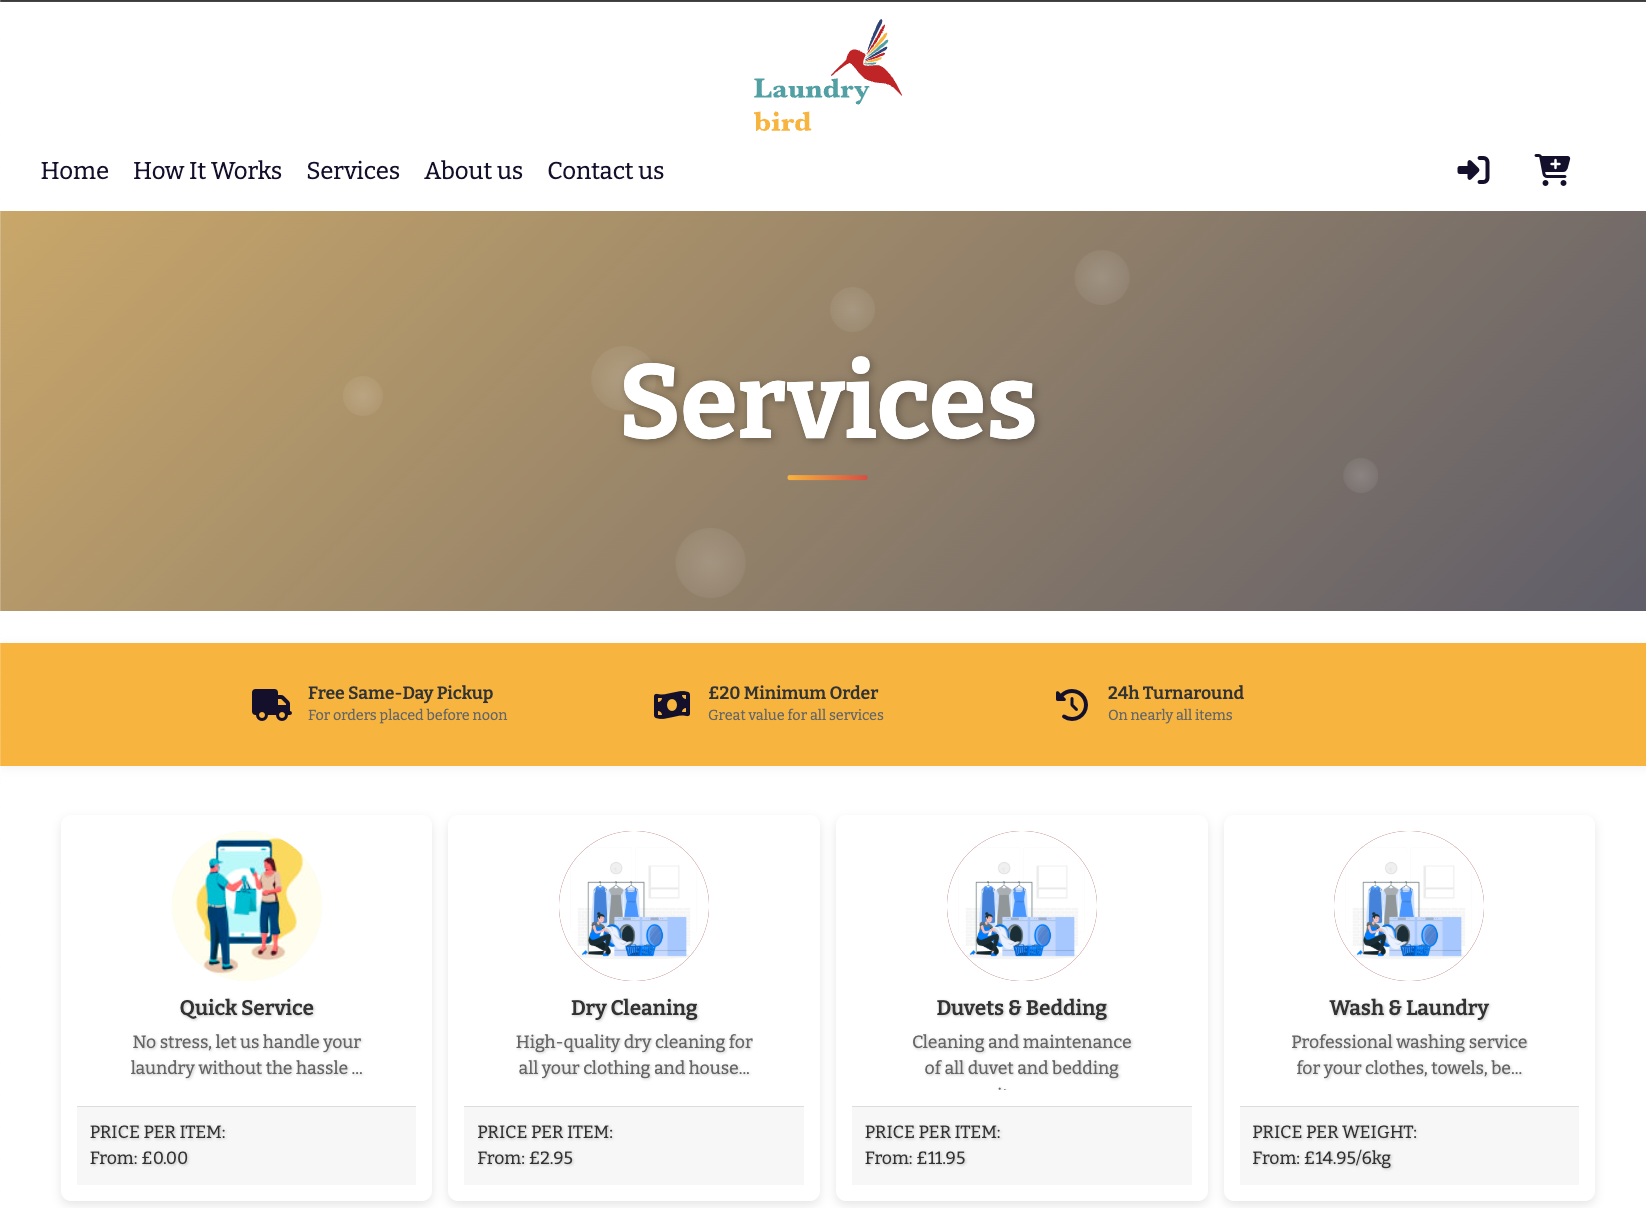 Laundry
bird
Home How It Works Services About us Contact us
Services
Free Same-Day Pickup
For orders placed before noon
£20 Minimum Order
Great value for all services
24h Turnaround
On nearly all items
Quick Service
No stress, let us handle your
laundry without the hassle ...
PRICE PER ITEM:
From: £0.00
Dry Cleaning
High-quality dry cleaning for
all your clothing and house...
PRICE PER ITEM:
From: £2.95
Duvets & Bedding
Cleaning and maintenance
of all duvet and bedding
PRICE PER ITEM:
From: £11.95
Wash & Laundry
Professional washing service
for your clothes, towels, be...
PRICE PER WEIGHT:
From: £14.95/6kg